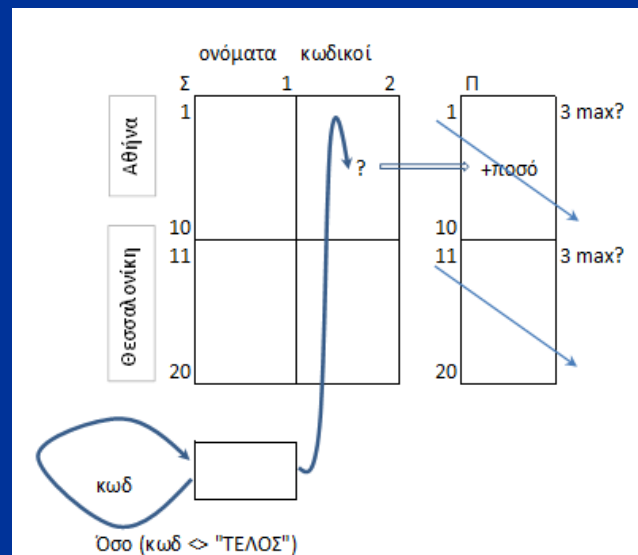 ονόματα κωδικοί
Σ 1 2 Π
1 1 3 max?
Αθήνα
? +ποσό
10 10
11 11 3 max?
Θεσσαλονίκη
20 20
κωδ
Όσο (κωδ <> "ΤΕΛΟΣ")